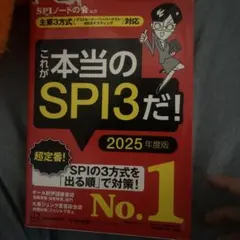 SPIノートの会 編著
主要3方式
対応
これが
本当の
SPI3だ!
2025年度版
超定番!
「SPIの3方式を
「出る順」で対策!
No.1